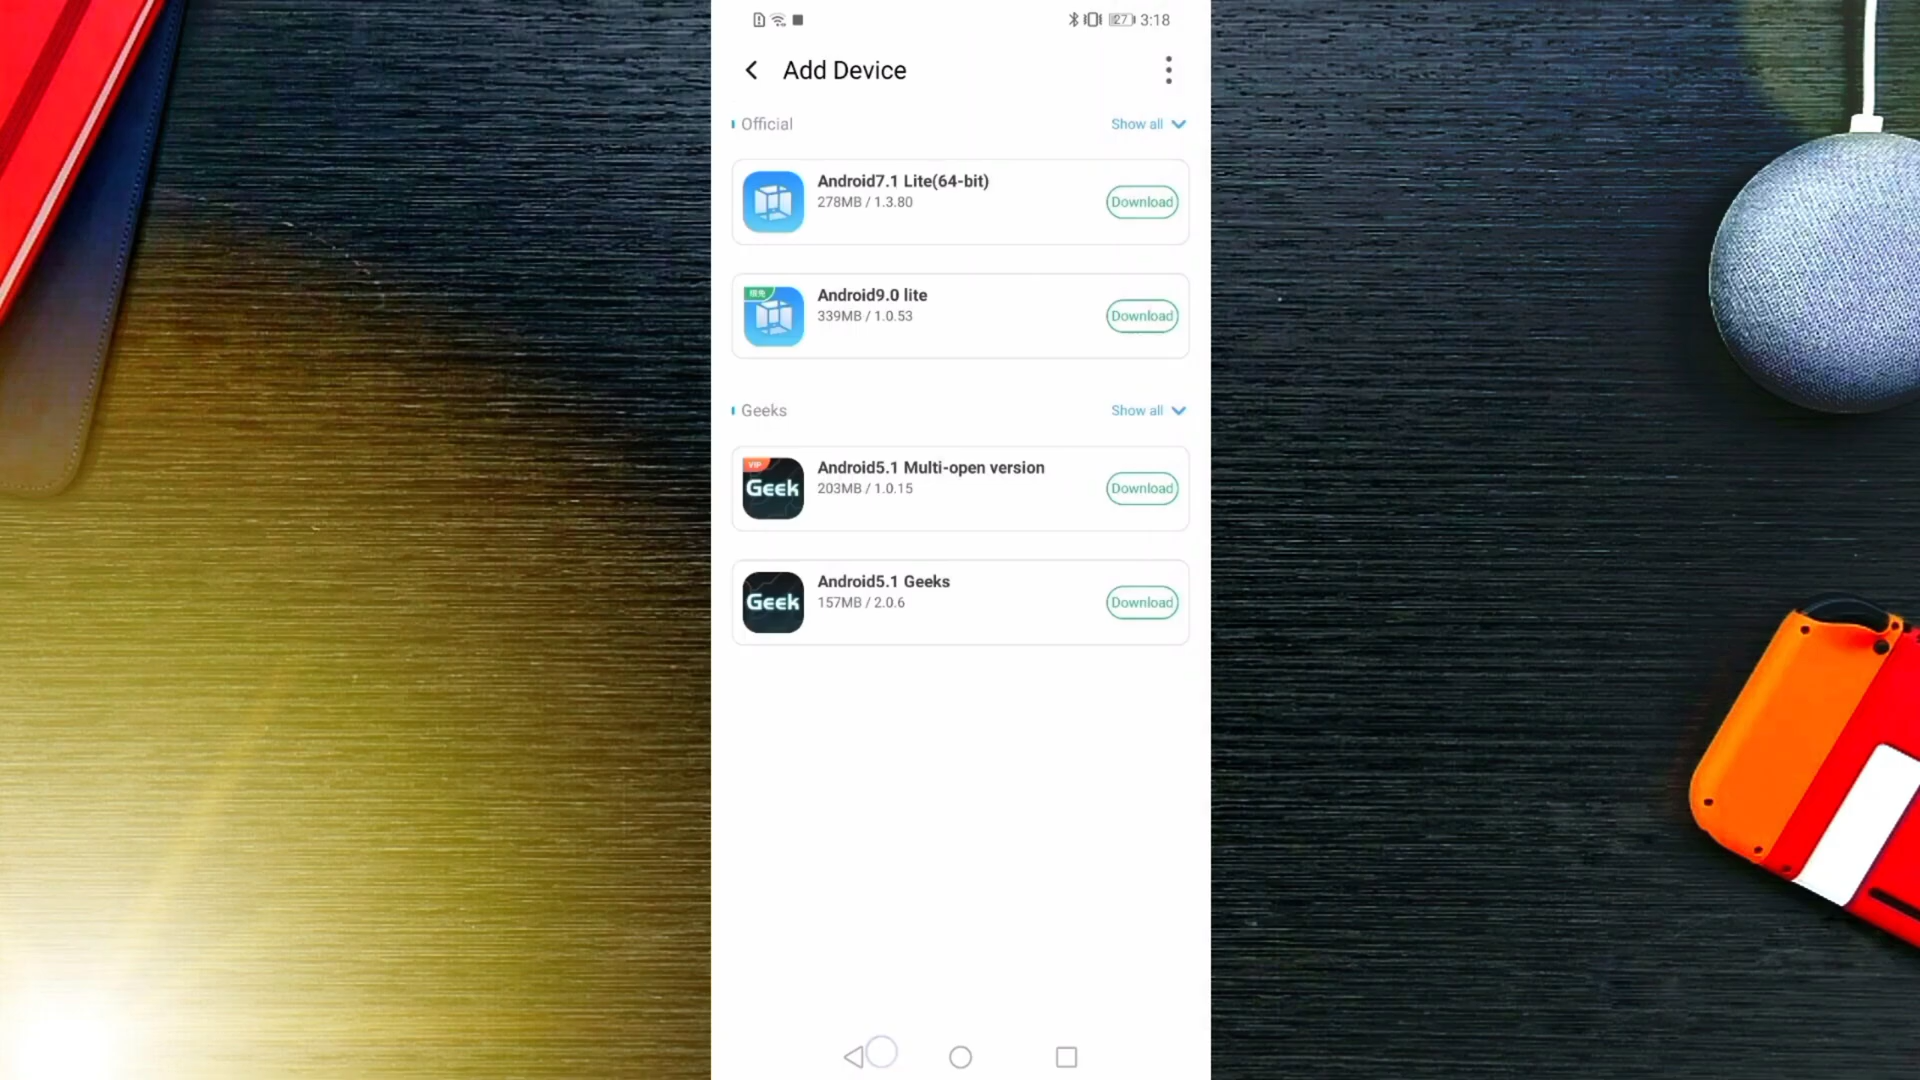 27 3:18
Add Device
Official
Show all
Android7.1 Lite(64-bit)
278MB / 1.3.80
Download
Android9.0 lite
339MB / 1.0.53
Download
Geeks
Show all
VIP
Geek
Android5.1 Multi-open version
203MB / 1.0.15
Download
Geek
Android5.1 Geeks
157MB / 2.0.6
Download